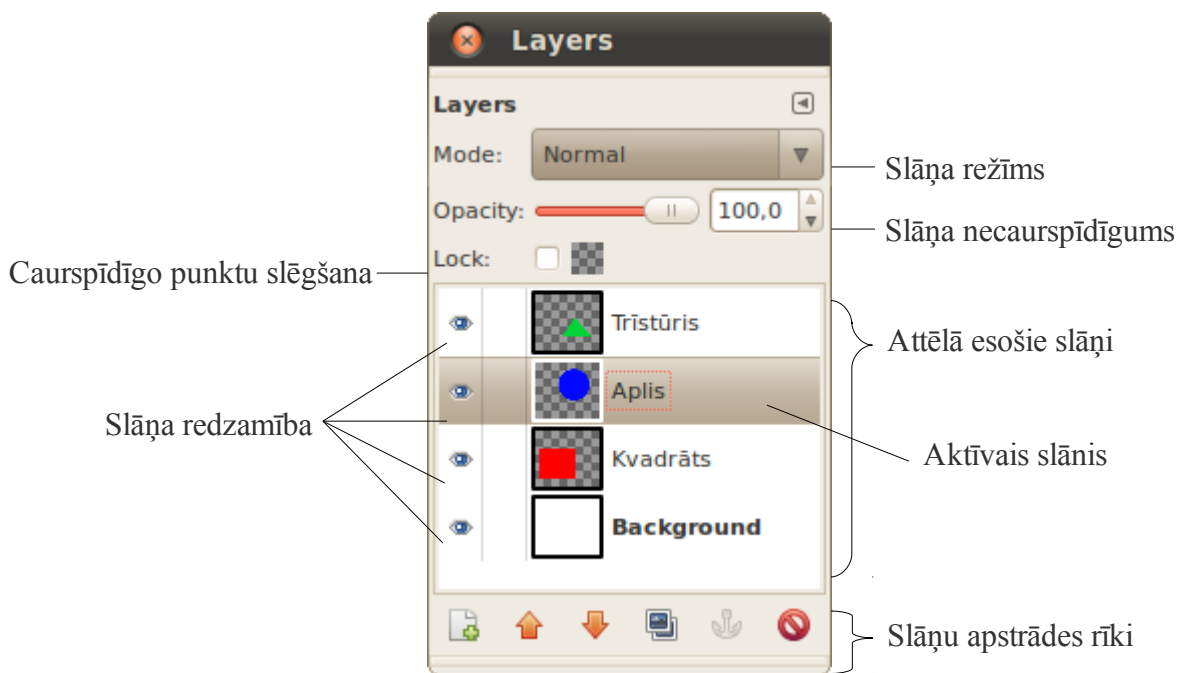 Layers
Layers
Mode: Normal
Slāņa režīms
Opacity: 100,0
Slāņa necaurspīdīgums
Caurspīdīgo punktu slēgšana
Lock:
Trīstūris
Attēlā esošie slāņi
Aplis
Slāņa redzamība
Kvadrāts
Aktīvais slānis
Background
Slāņu apstrādes rīki